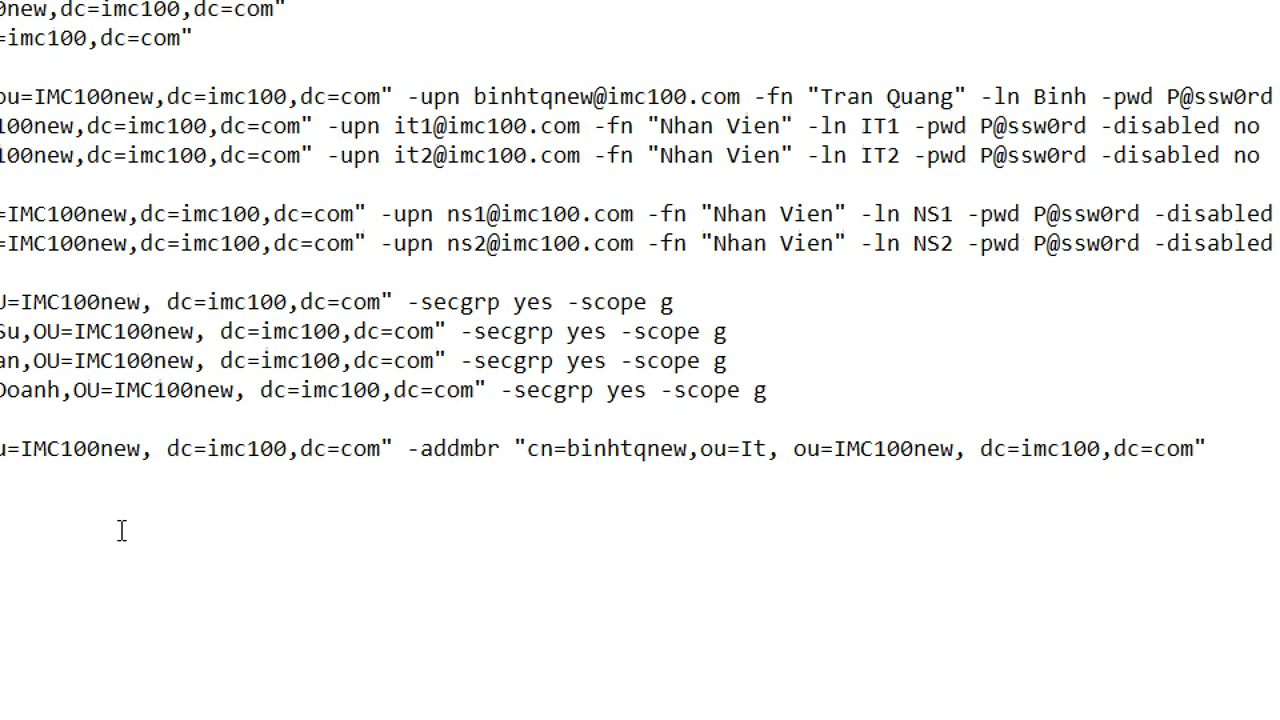 0new,dc=imc100,dc=com"
=imc100,dc=com"
ou=IMC100new,dc=imc100,dc=com" -upn binhtqnew@imc100.com -fn "Tran Quang" -ln Binh -pwd P@ssw0rd
100new,dc=imc100,dc=com" -upn it1@imc100.com -fn "Nhan Vien" -ln IT1 -pwd P@ssw0rd -disabled no
100new,dc=imc100,dc=com" -upn it2@imc100.com -fn "Nhan Vien" -ln IT2 -pwd P@ssw0rd -disabled no
=IMC100new,dc=imc100,dc=com" -upn ns1@imc100.com -fn "Nhan Vien" -ln NS1 -pwd P@ssw0rd -disabled
=IMC100new,dc=imc100,dc=com" -upn ns2@imc100.com -fn "Nhan Vien" -ln NS2 -pwd P@ssw0rd -disabled
U=IMC100new, dc=imc100,dc=com" -secgrp yes -scope g
Su,OU=IMC100new, dc=imc100,dc=com" -secgrp yes -scope g
an,OU=IMC100new, dc=imc100,dc=com" -secgrp yes -scope g
Doanh,OU=IMC100new, dc=imc100,dc=com" -secgrp yes -scope g
u=IMC100new, dc=imc100,dc=com" -addmbr "cn=binhtqnew,ou=It, ou=IMC100new, dc=imc100,dc=com"